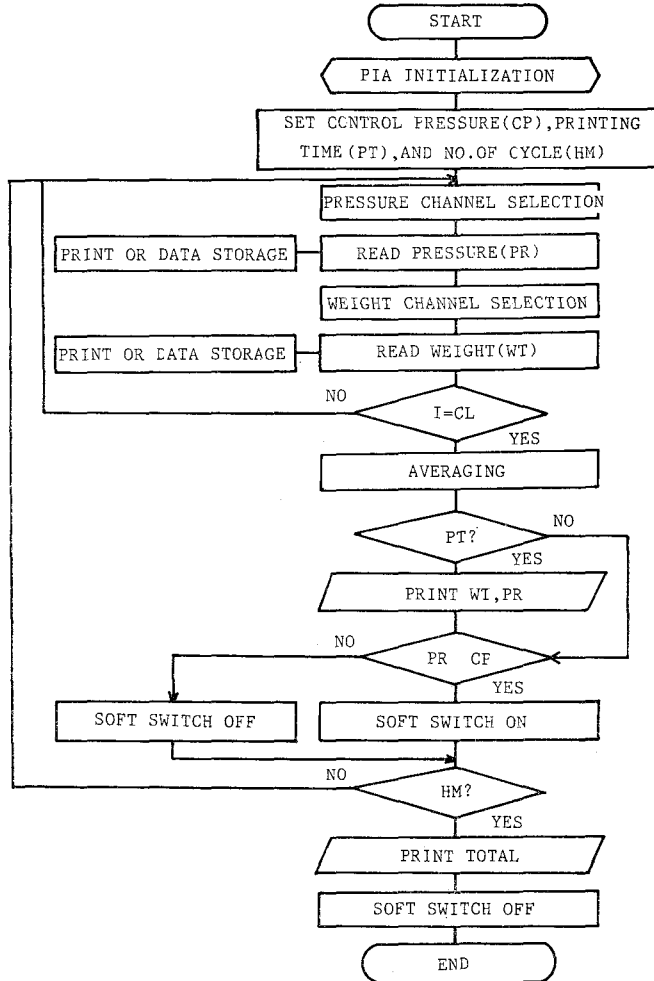 START
PIA INITIALIZATION
SET CONTROL PRESSURE(CP),PRINTING
TIME(PT),AND NO.OF CYCLE(HM)
PRESSURE CHANNEL SELECTION
PRINT OR DATA STORAGE
READ PRESSURE(PR)
WEIGHT CHANNEL SELECTION
PRINT OR DATA STORAGE
READ WEIGHT(WT)
NO
I=CL
YES
AVERAGING
PT?
NO
YES
PRINT WI,PR
NO
PR CF
YES
SOFT SWITCH OFF
SOFT SWITCH ON
NO
HM?
YES
PRINT TOTAL
SOFT SWITCH OFF
END